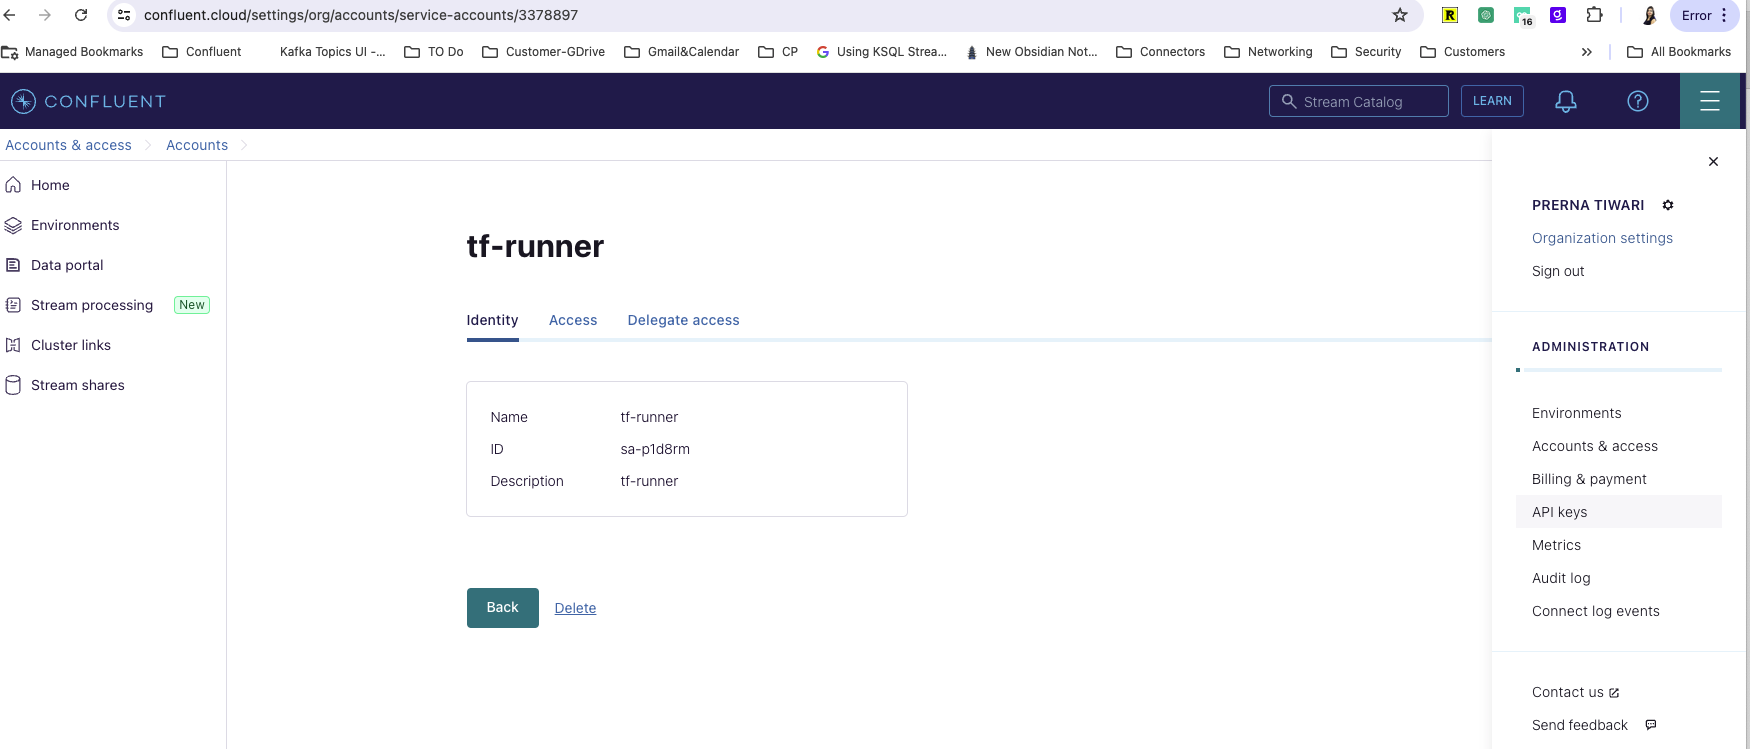 confluent.cloud/settings/org/accounts/service-accounts/3378897
R
16
Error
Managed Bookmarks Confluent Kafka Topics UI -... TO Do Customer-GDrive Gmail&Calendar CP Using KSQL Strea... New Obsidian Not... Connectors Networking Security Customers » All Bookmarks
CONFLUENT
Stream Catalog
LEARN
Accounts & access
Accounts
Home
Environments
Data portal
Stream processing New
Cluster links
Stream shares
tf-runner
Identity Access Delegate access
Name tf-runner
ID sa-p1d8rm
Description tf-runner
Back Delete
PRERNA TIWARI
Organization settings
Sign out
ADMINISTRATION
Environments
Accounts & access
Billing & payment
API keys
Metrics
Audit log
Connect log events
Contact us
Send feedback